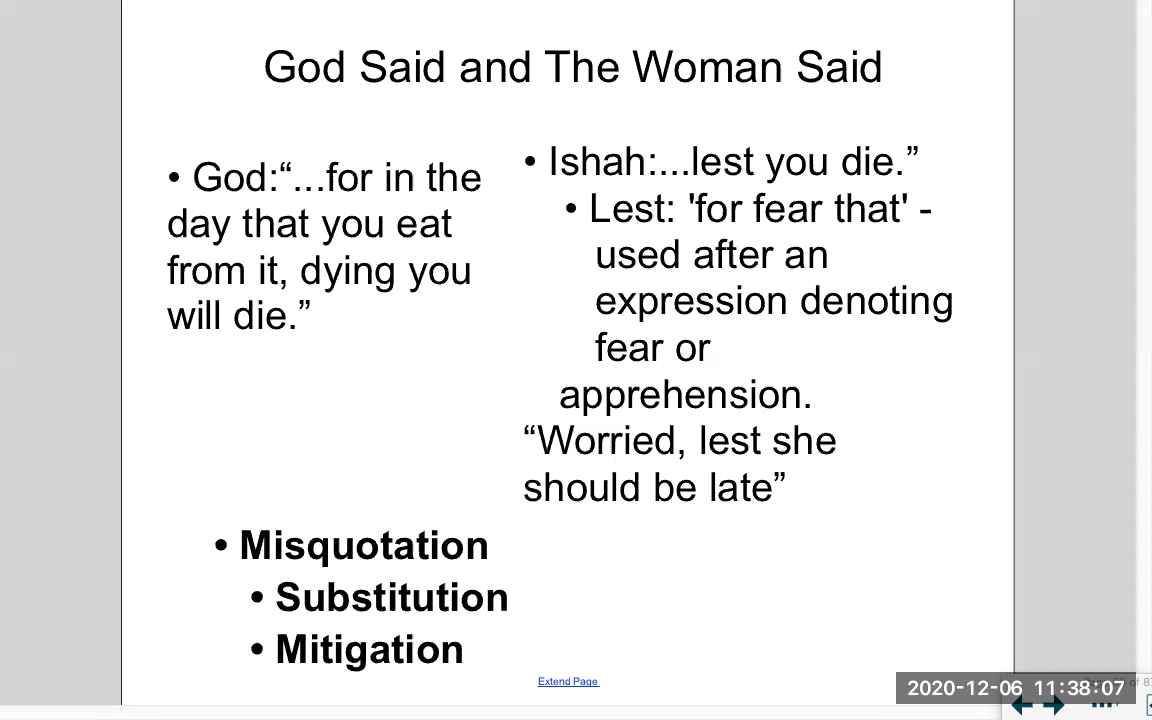 God Said and The Woman Said
• God:“...for in the
day that you eat
from it, dying you
will die.”
• Ishah:...lest you die.”
• Lest: 'for fear that' -
used after an
expression denoting
fear or
apprehension.
“Worried, lest she
should be late”
• Misquotation
• Substitution
• Mitigation
Extend Page
2020-12-06 11:38:07